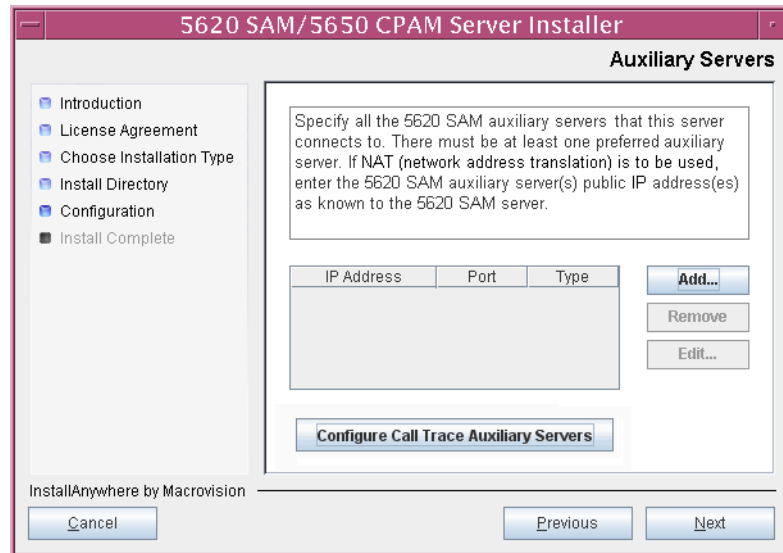 5620 SAM/5650 CPAM Server Installer
Auxiliary Servers
Introduction
License Agreement
Choose Installation Type
Install Directory
Configuration
Install Complete
Specify all the 5620 SAM auxiliary servers that this server
connects to. There must be at least one preferred auxiliary
server. If NAT (network address translation) is to be used,
enter the 5620 SAM auxiliary server(s) public IP address(es)
as known to the 5620 SAM server.
IP Address Port Type
Add...
Remove
Edit...
Configure Call Trace Auxiliary Servers
InstallAnywhere by Macrovision
Cancel Previous Next